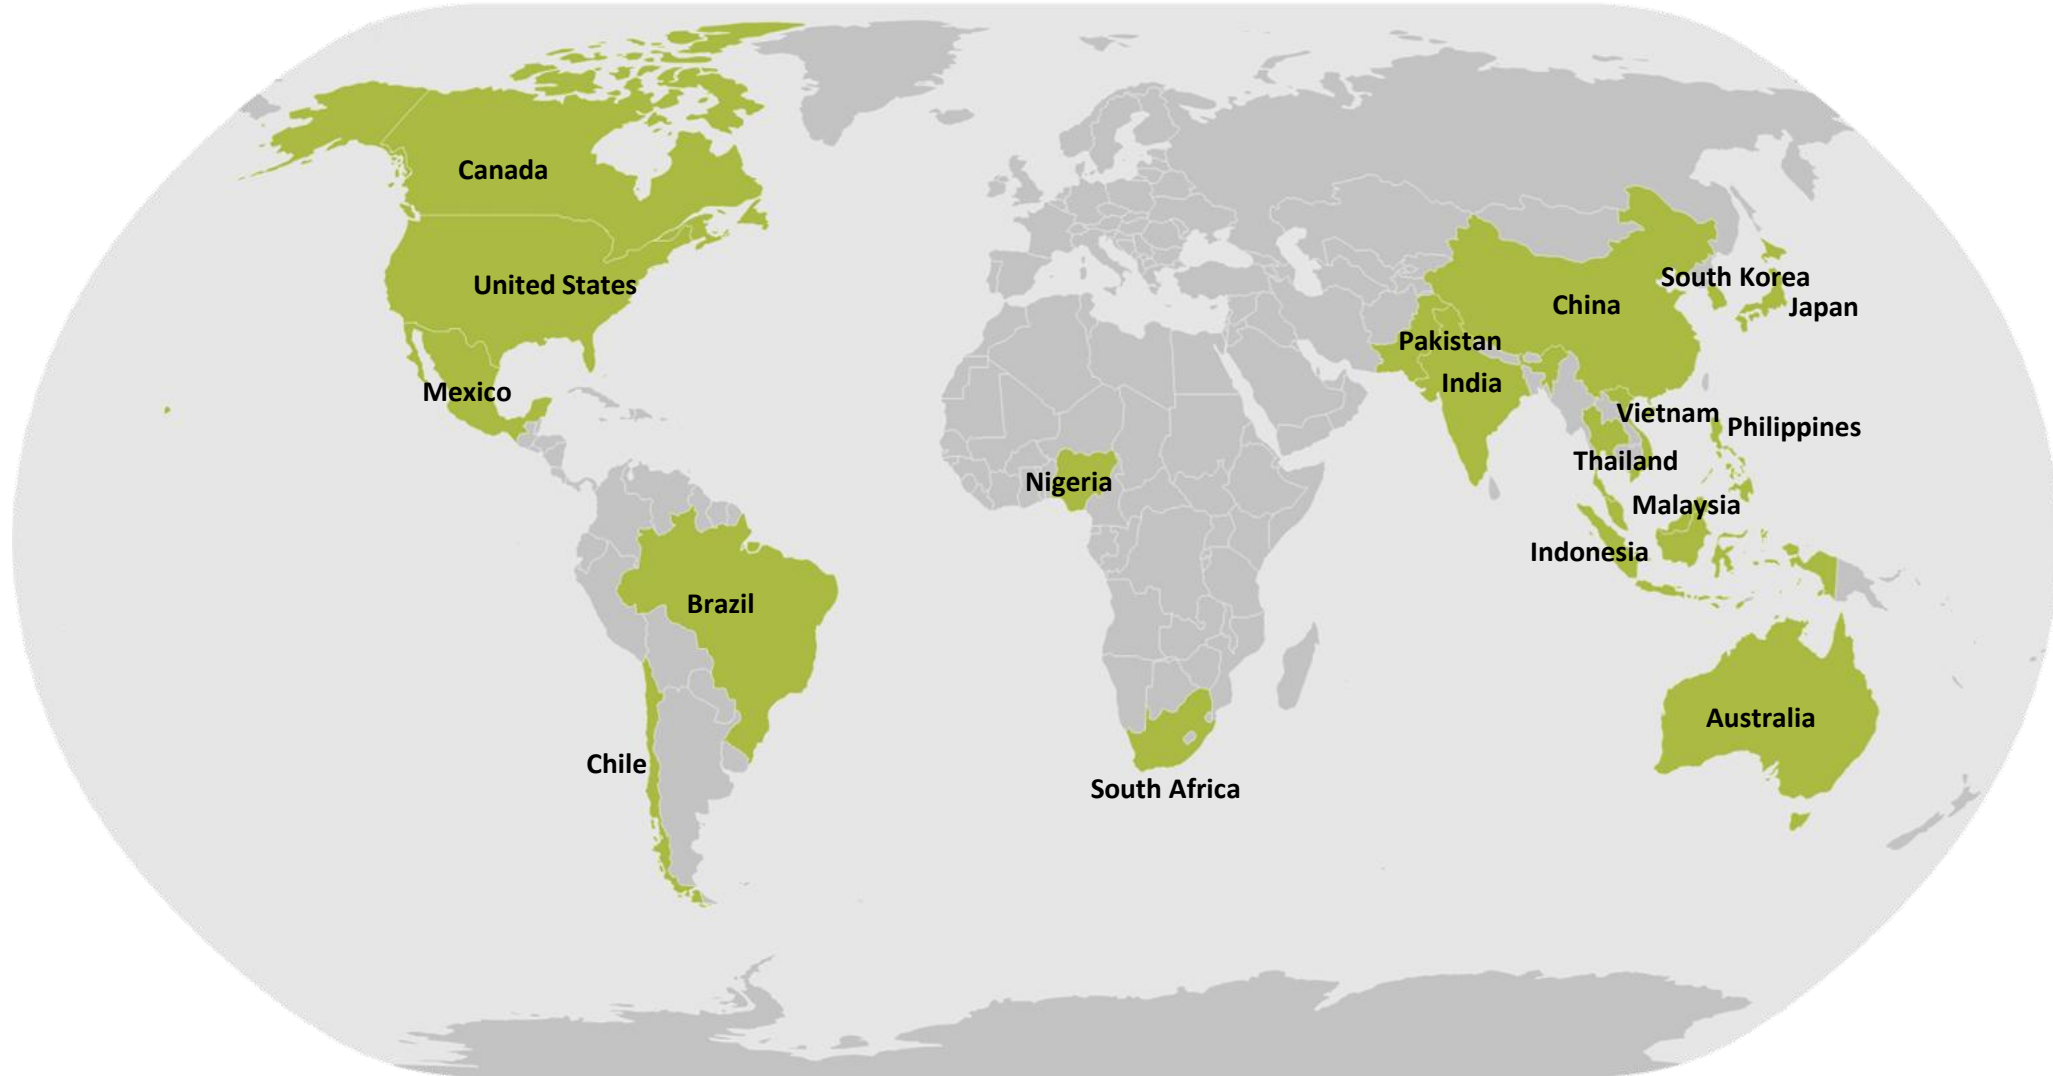 Canada
United States
South Korea
China
Japan
Pakistan
India
Mexico
Vietnam
Philippines
Thailand
Nigeria
Malaysia
Indonesia
Brazil
Australia
Chile
South Africa